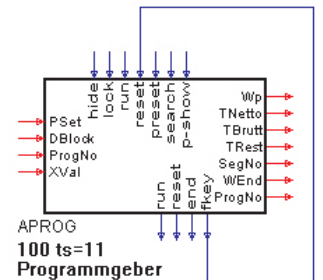 hide
lock
run
reset
preset
search
p-show
PSet
DBlock
ProgNo
XVal
Wp
TNetto
TBrutt
TRest
SegNo
WEnd
ProgNo
run
reset
end
fkey
APROG
100 ts=11
Programmgeber